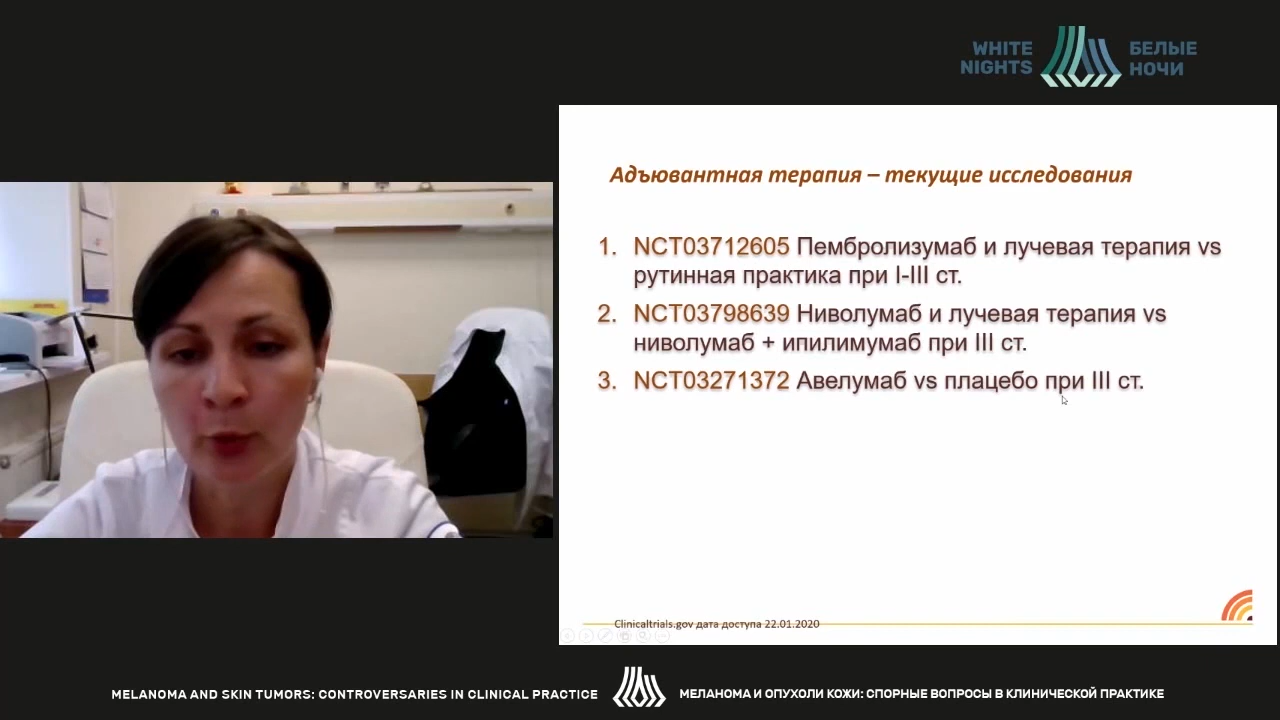 WHITE
NIGHTS
БЕЛЫЕ
НОЧИ
Адъювантная терапия – текущие исследования
1. NCT03712605 Пембролизумаб и лучевая терапия vs
рутинная практика при I-III ст.
2. NCT03798639 Ниволумаб и лучевая терапия vs
ниволумаб + ипилимумаб при III ст.
3. NCT03271372 Авелумаб vs плацебо при III ст.
Clinicaltrials.gov дата доступа 22.01.2020
MELANOMA AND SKIN TUMORS: CONTROVERSARIES IN CLINICAL PRACTICE
МЕЛАНОМА И ОПУХОЛИ КОЖИ: СПОРНЫЕ ВОПРОСЫ В КЛИНИЧЕСКОЙ ПРАКТИКЕ